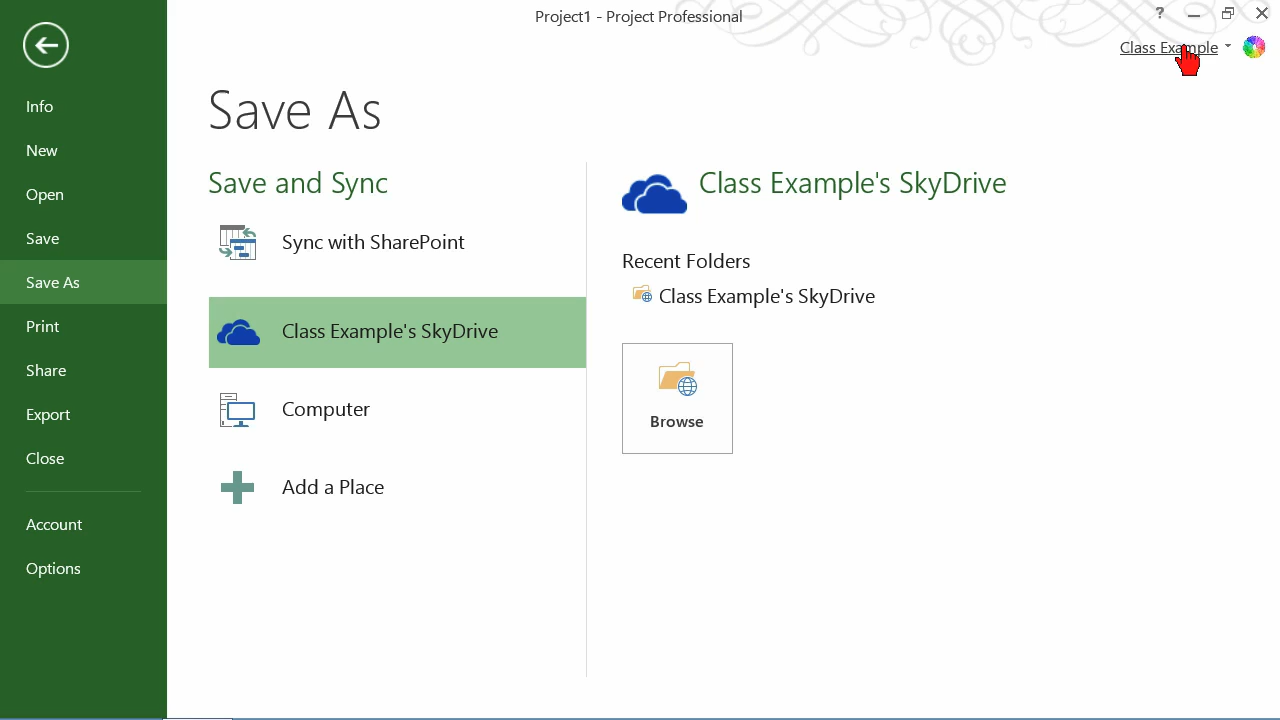 Project1 - Project Professional
?
Class Example
Info
New
Open
Save
Save As
Print
Share
Export
Close
Account
Options
Save As
Save and Sync
Sync with SharePoint
Class Example's SkyDrive
Computer
Add a Place
Class Example's SkyDrive
Recent Folders
Class Example's SkyDrive
Browse